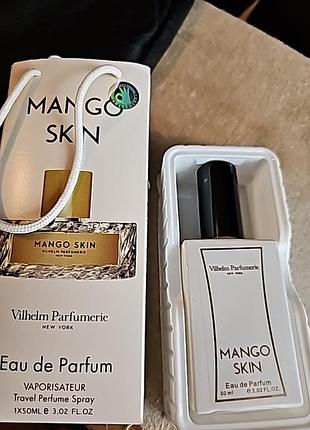 MANGO
SKIN
MANGO SKIN
VILHELM PARFUMERIE
NEW YORK
Vilhelm Parfumerie
NEW YORK
Eau de Parfum
VAPORISATEUR
Travel Perfume Spray
1X50ML ℮ 3.02 FL.OZ.
Vilhelm Parfumerie
NEW YORK
MANGO
SKIN
Eau de Parfum
50 ml ℮ 3.02 FL.OZ.